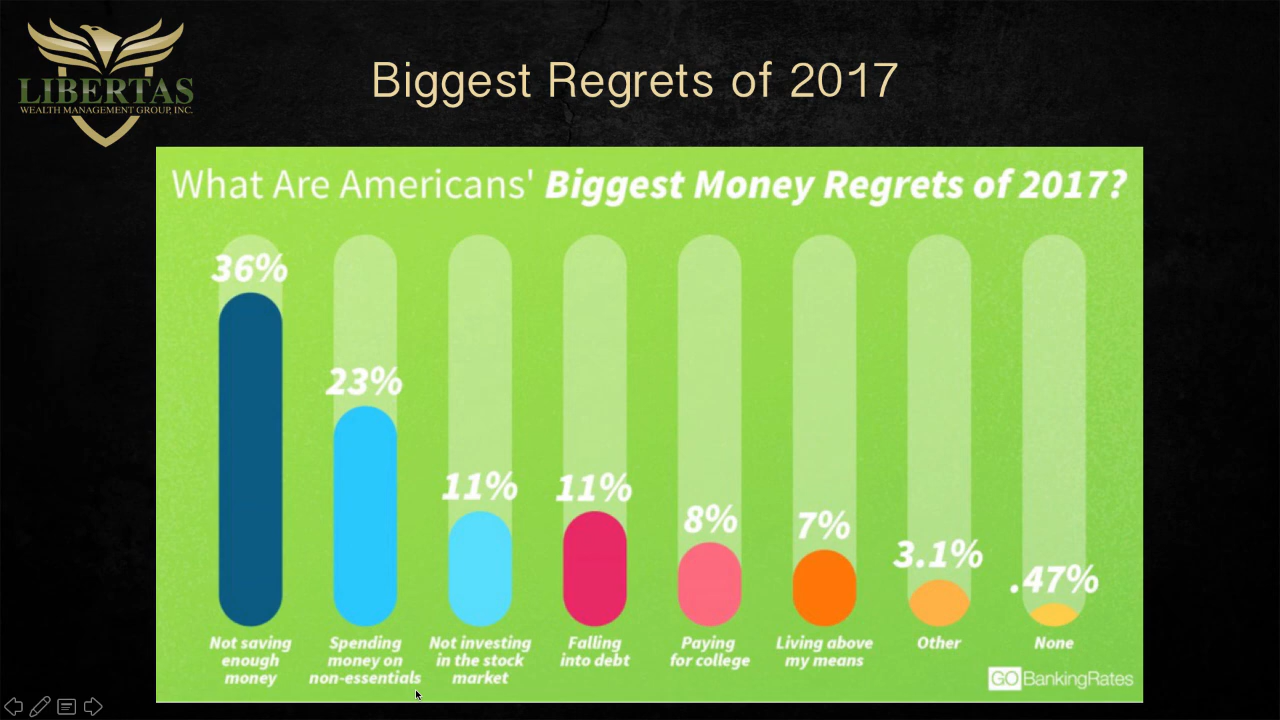 LIBERTAS
WEALTH MANAGEMENT GROUP, INC.
Biggest Regrets of 2017
What Are Americans' Biggest Money Regrets of 2017?
36%
23%
11%
11%
8%
7%
3.1%
.47%
Not saving
enough
money
Spending
money on
non-essentials
Not investing
in the stock
market
Falling
into debt
Paying
for college
Living above
my means
Other
None
GOBankingRates